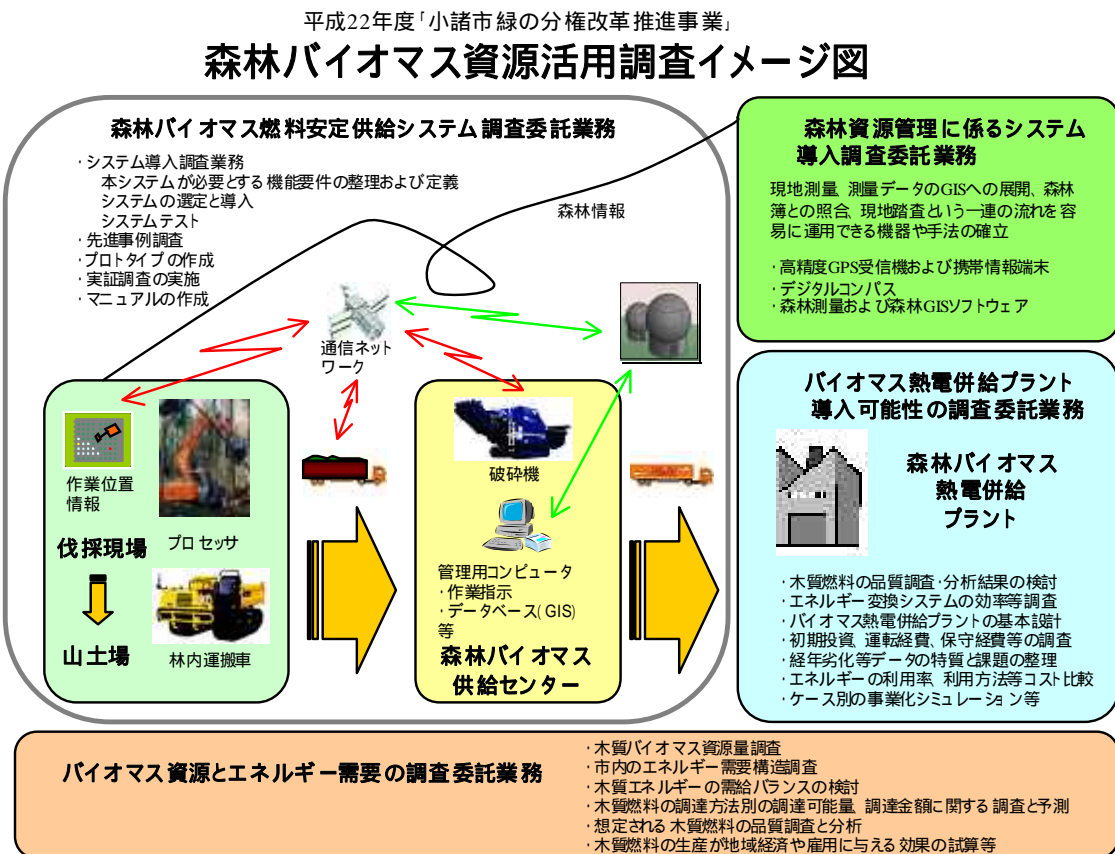 平成22年度「小諸市緑の分権改革推進事業」
森林バイオマス資源活用調査イメージ図
森林バイオマス燃料安定供給システム調査委託業務
・システム導入調査業務
本システムが必要とする機能要件の整理および定義
システムの選定と導入
システムテスト
・先進事例調査
・プロトタイプの作成
・実証調査の実施
・マニュアルの作成
森林情報
通信ネット
ワーク
作業位置
情報
プロセッサ
伐採現場
山土場
林内運搬車
破砕機
管理用コンピュータ
・作業指示
・データベース(GIS)
等
森林バイオマス
供給センター
森林資源管理に係るシステム
導入調査委託業務
現地測量、測量データのGISへの展開、森林
簿との照合、現地踏査という一連の流れを容
易に運用できる機器や手法の確立
・高精度GPS受信機および携帯情報端末
・デジタルコンパス
・森林測量および森林GISソフトウェア
バイオマス熱電併給プラント
導入可能性の調査委託業務
森林バイオマス
熱電併給
プラント
・木質燃料の品質調査・分析結果の検討
・エネルギー変換システムの効率等調査
・バイオマス熱電併給プラントの基本設計
・初期投資、運転経費、保守経費等の調査
・経年劣化等データの特質と課題の整理
・エネルギーの利用率、利用方法等コスト比較
・ケース別の事業化シミュレーション等
バイオマス資源とエネルギー需要の調査委託業務
・木質バイオマス資源量調査
・市内のエネルギー需要構造調査
・木質エネルギーの需給バランスの検討
・木質燃料の調達方法別の調達可能量、調達金額に関する調査と予測
・想定される木質燃料の品質調査と分析
・木質燃料の生産が地域経済や雇用に与える効果の試算等